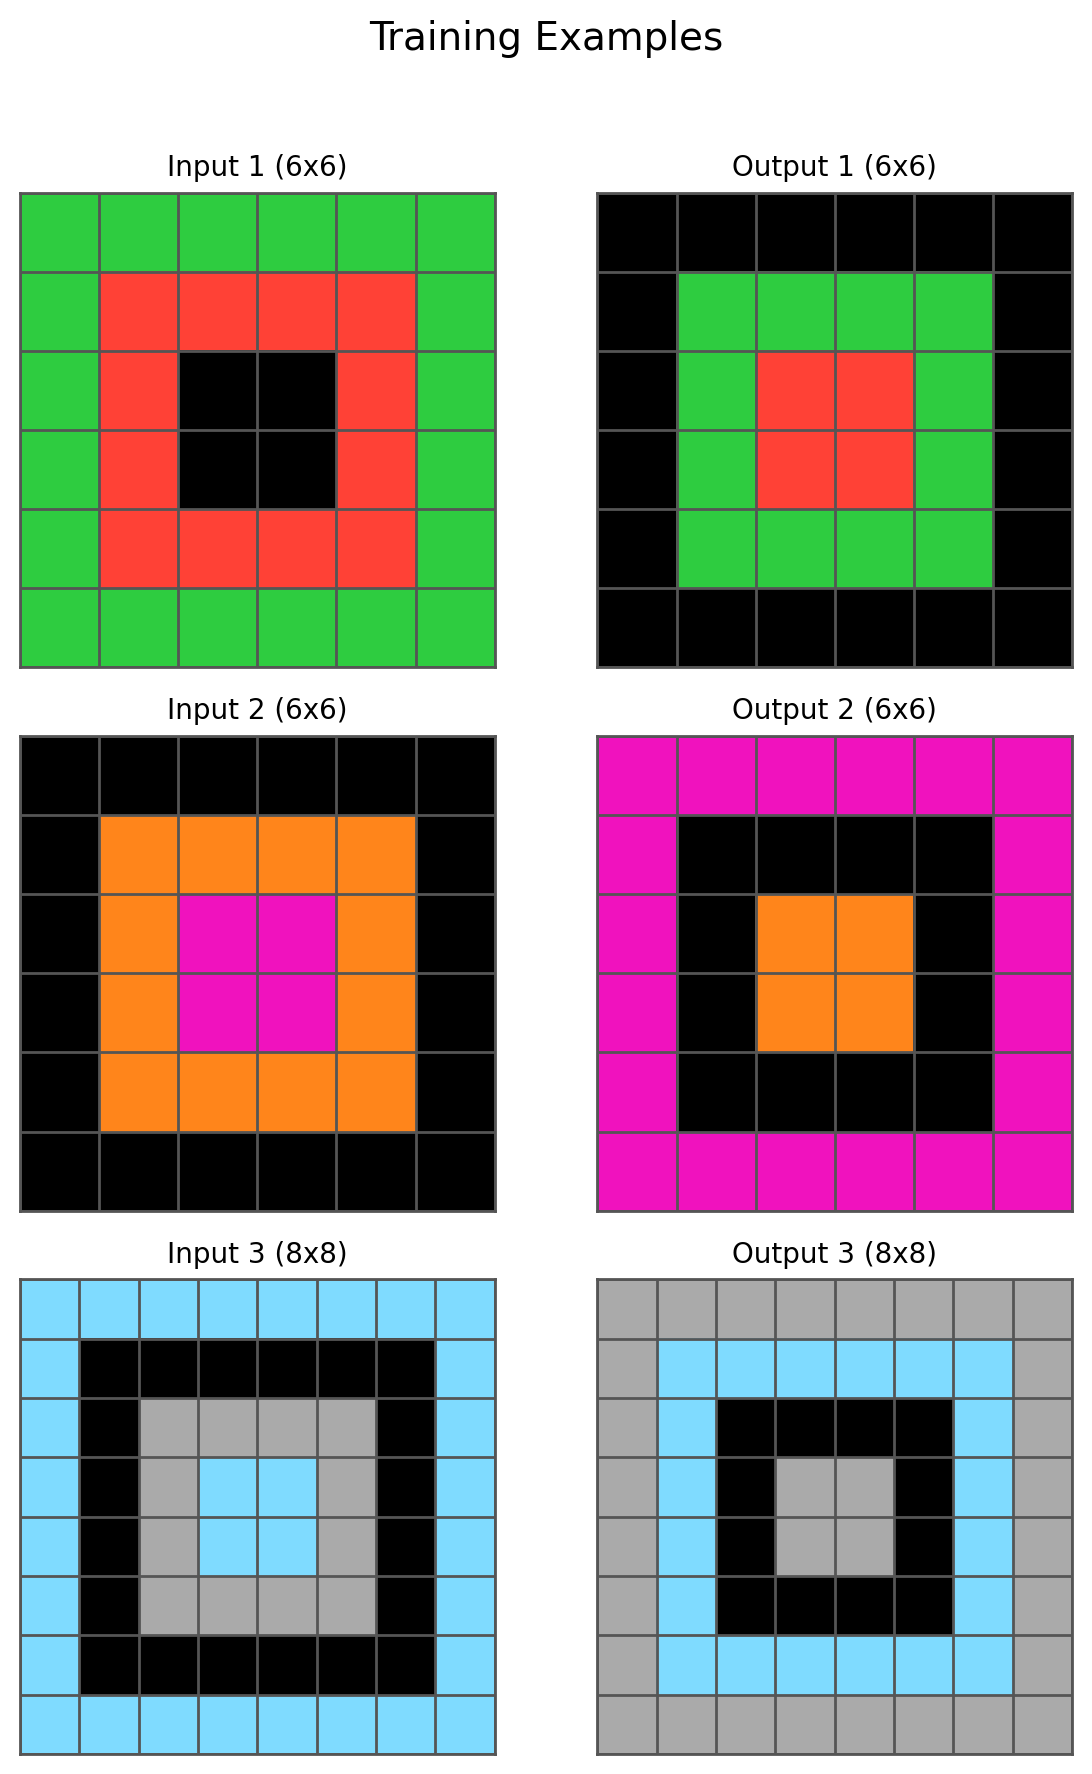 Training Examples
Input 1 (6x6)
Output 1 (6x6)
Input 2 (6x6)
Output 2 (6x6)
Input 3 (8x8)
Output 3 (8x8)